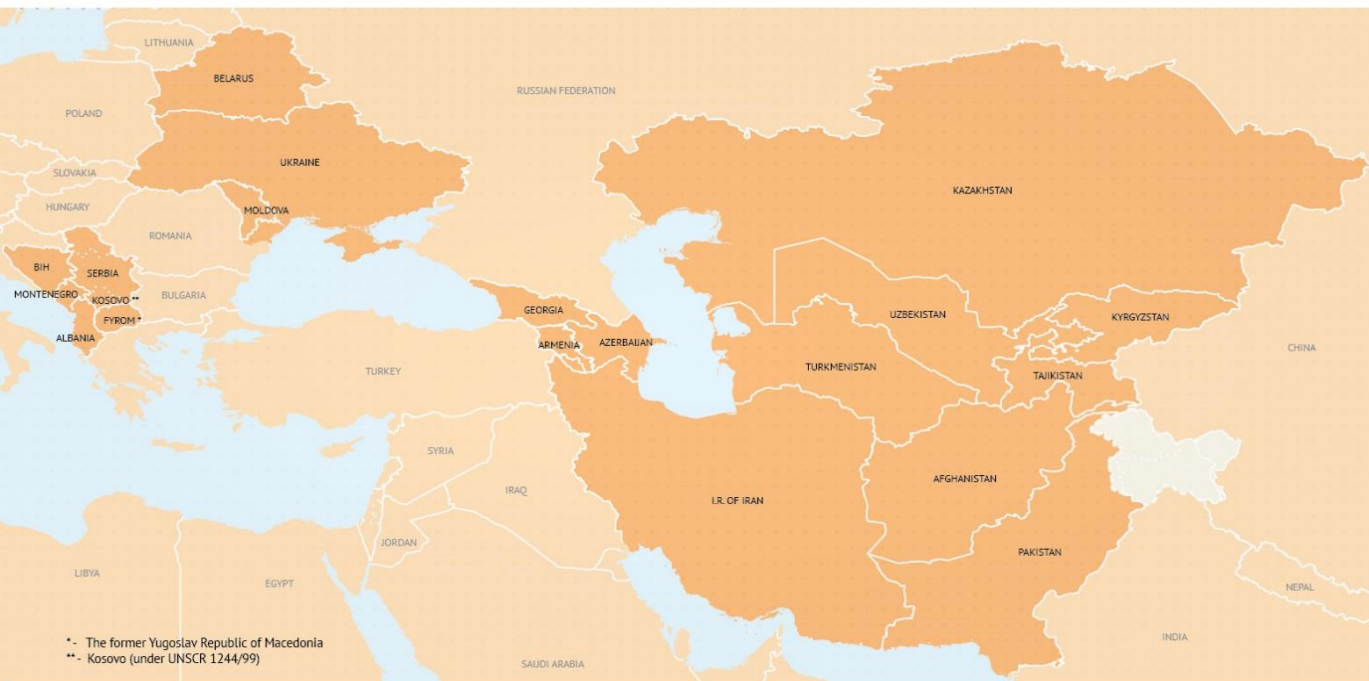 LITHUANIA
BELARUS
RUSSIAN FEDERATION
POLAND
UKRAINE
SLOVAKIA
KAZAKHSTAN
HUNGARY
MOLDOVA
ROMANIA
BIH
SERBIA
MONTENEGRO
KOSOVO **
BULGARIA
GEORGIA
UZBEKISTAN
KYRGYZSTAN
FYROM *
ALBANIA
ARMENIA
AZERBAIJAN
CHINA
TURKEY
TURKMENISTAN
TAJIKISTAN
SYRIA
AFGHANISTAN
IRAQ
I.R. OF IRAN
JORDAN
PAKISTAN
LIBYA
EGYPT
NEPAL
INDIA
* - The former Yugoslav Republic of Macedonia
** - Kosovo (under UNSCR 1244/99)
SAUDI ARABIA